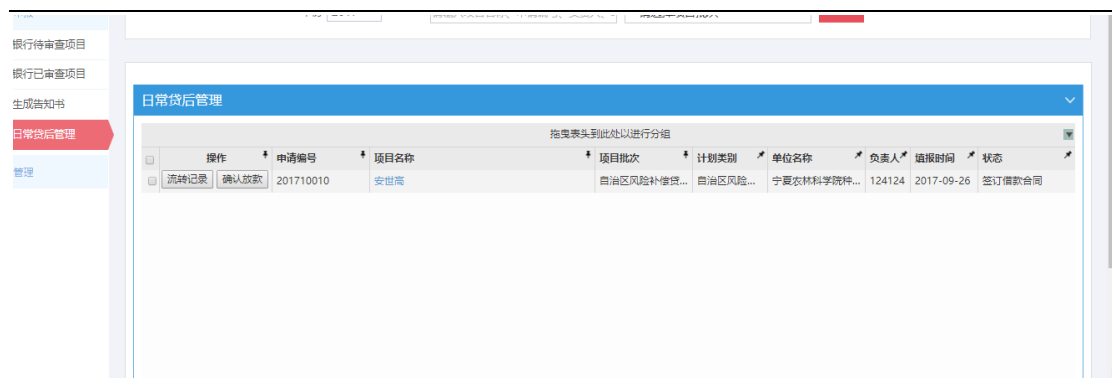 银行待审查项目
银行已审查项目
生成告知书
日常贷后管理
管理
日常贷后管理
拖曳表头到此处以进行分组
操作 申请编号 项目名称 项目批次 计划类别 单位名称 负责人 填报时间 状态
流转记录 确认放款 201710010 安世高 自治区风险补偿贷... 自治区风险... 宁夏农林科学院种... 124124 2017-09-26 签订借款合同